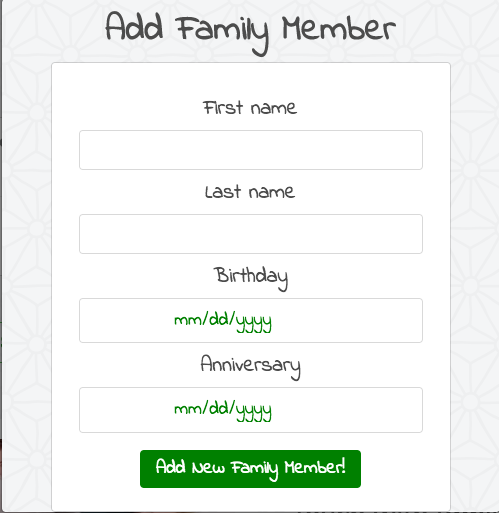 Add Family Member
First name
Last name
Birthday
mm/dd/yyyy
Anniversary
mm/dd/yyyy
Add New Family Member!